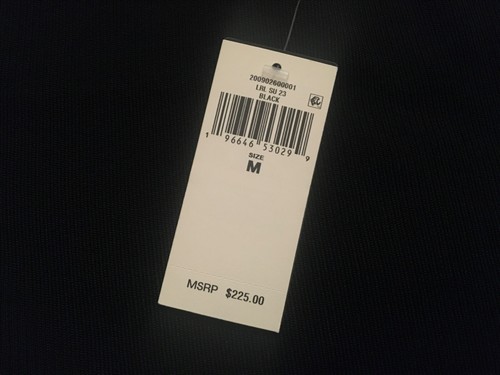 200902600001
LBL SU 23
BLACK
1 96646 53029 9
SIZE
M
MSRP $225.00